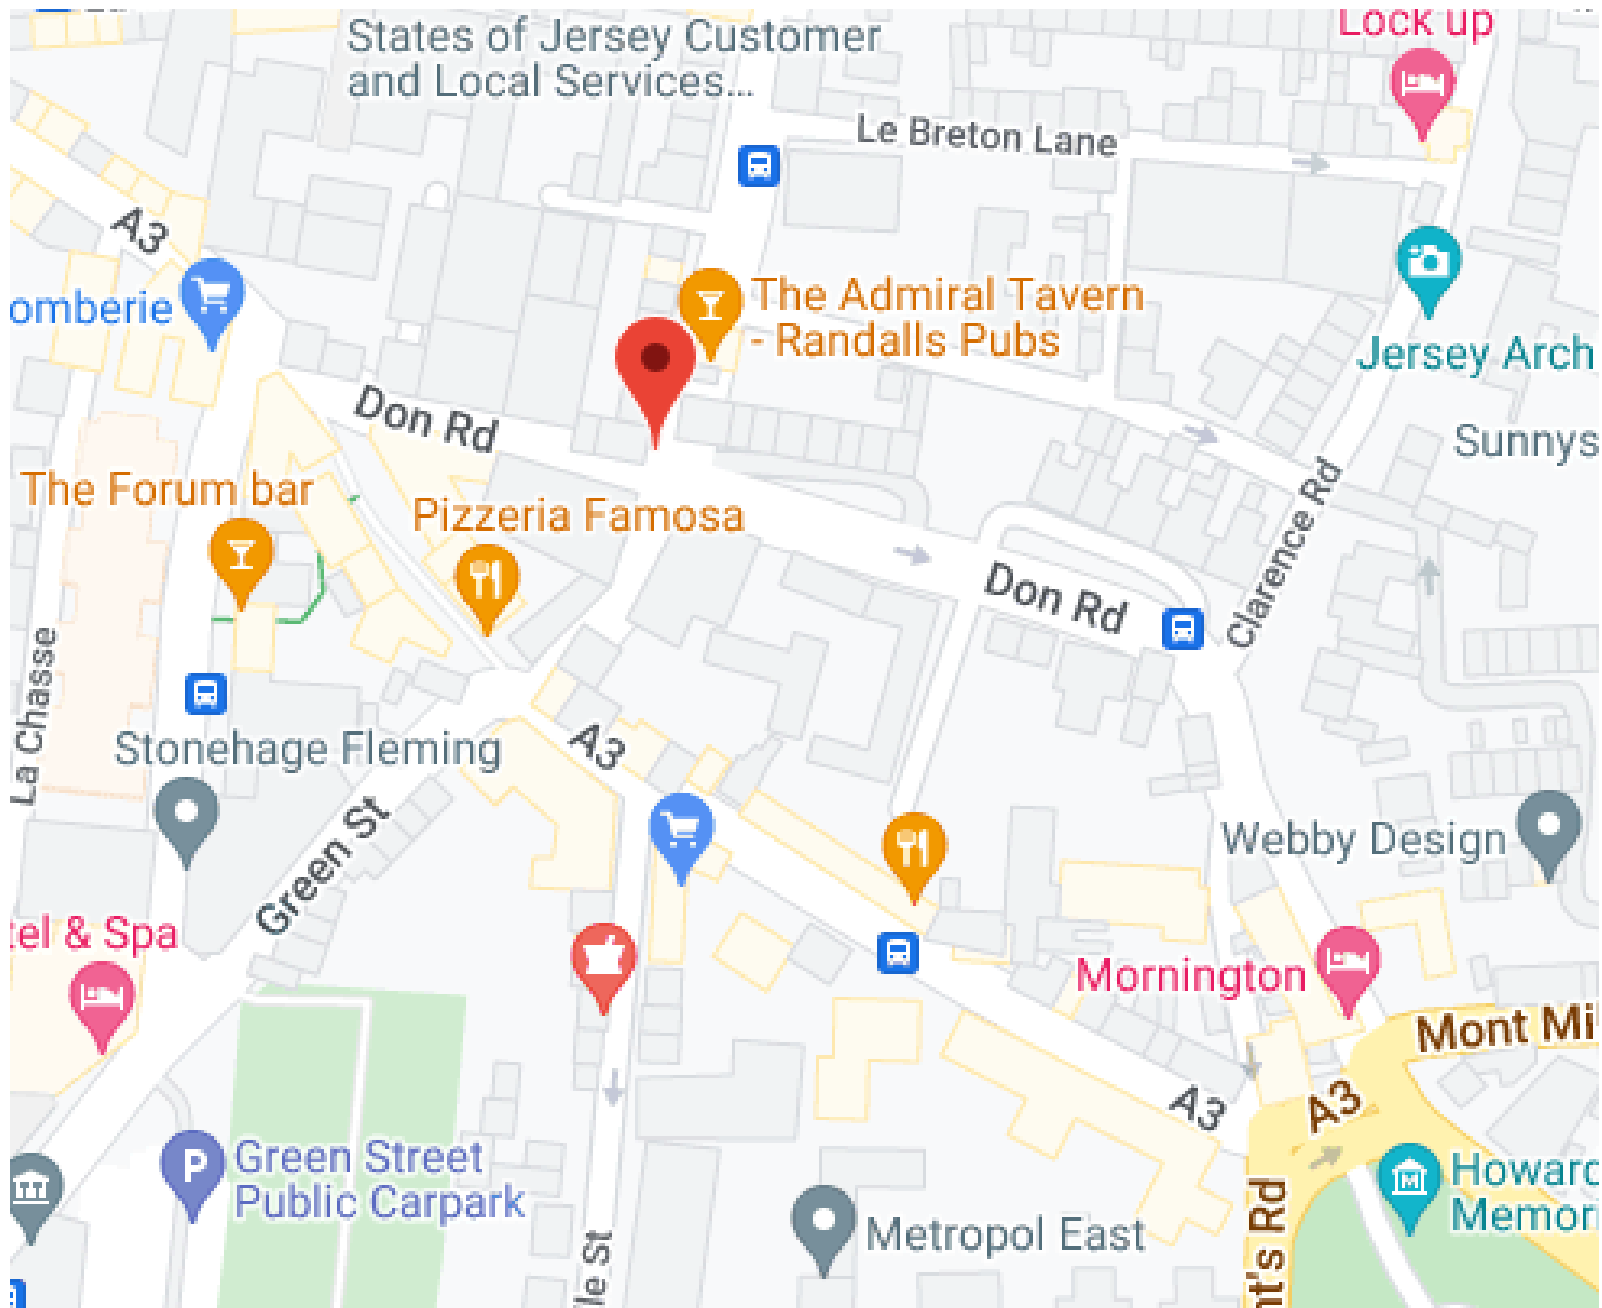 States of Jersey Customer
and Local Services...
Lock up
Le Breton Lane
A3
omberie
The Admiral Tavern
- Randalls Pubs
Jersey Arch
Don Rd
Sunnys
The Forum bar
Pizzeria Famosa
Clarence Rd
Don Rd
La Chasse
Stonehage Fleming
A3
Green St
Webby Design
tel & Spa
Mornington
Mont Mi
A3
A3
P
Green Street
Public Carpark
M
Howard
Memori
Metropol East
nt's Rd
le St